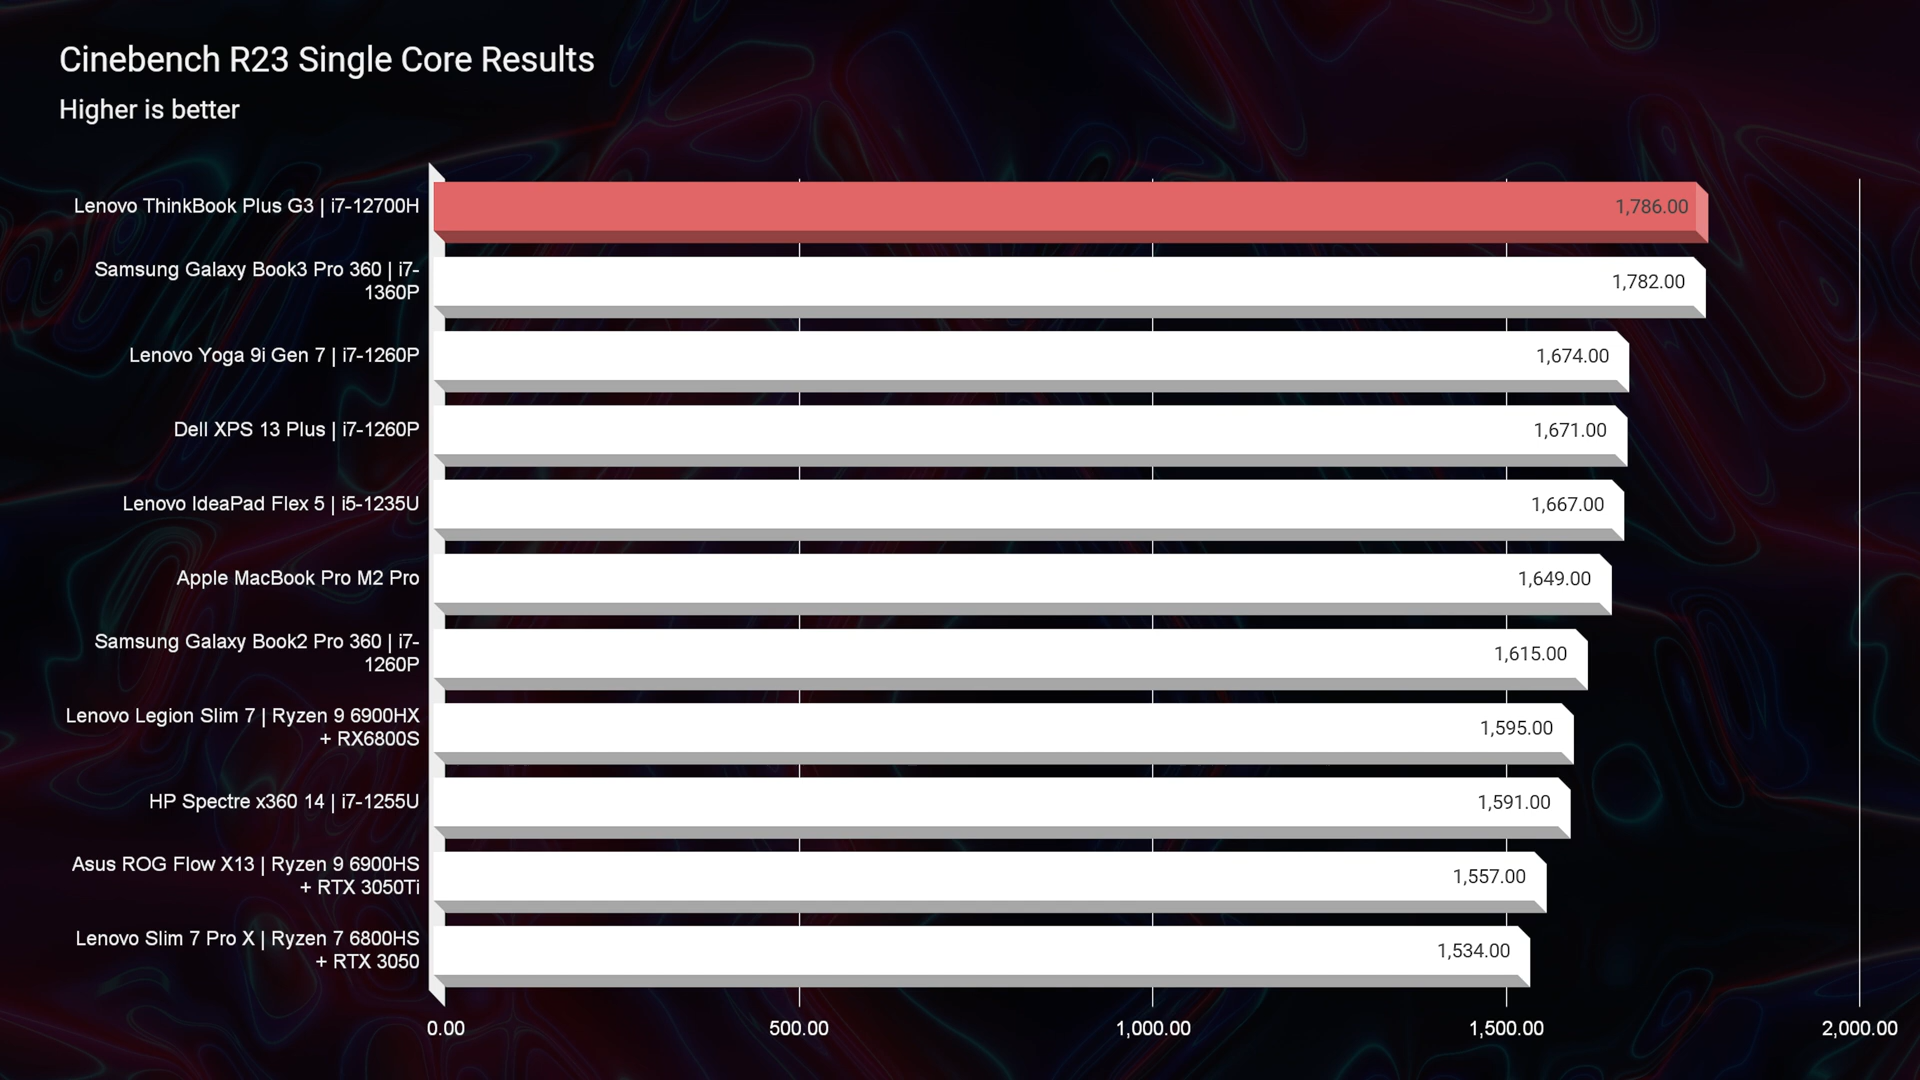 Cinebench R23 Single Core Results
Higher is better
Lenovo ThinkBook Plus G3 | i7-12700H
1,786.00
Samsung Galaxy Book3 Pro 360 | i7-
1360P
1,782.00
Lenovo Yoga 9i Gen 7 | i7-1260P
1,674.00
Dell XPS 13 Plus | i7-1260P
1,671.00
Lenovo IdeaPad Flex 5 | i5-1235U
1,667.00
Apple MacBook Pro M2 Pro
1,649.00
Samsung Galaxy Book2 Pro 360 | i7-
1260P
1,615.00
Lenovo Legion Slim 7 | Ryzen 9 6900HX
+ RX6800S
1,595.00
HP Spectre x360 14 | i7-1255U
1,591.00
Asus ROG Flow X13 | Ryzen 9 6900HS
+ RTX 3050Ti
1,557.00
Lenovo Slim 7 Pro X | Ryzen 7 6800HS
+ RTX 3050
1,534.00
0.00 500.00 1,000.00 1,500.00 2,000.00